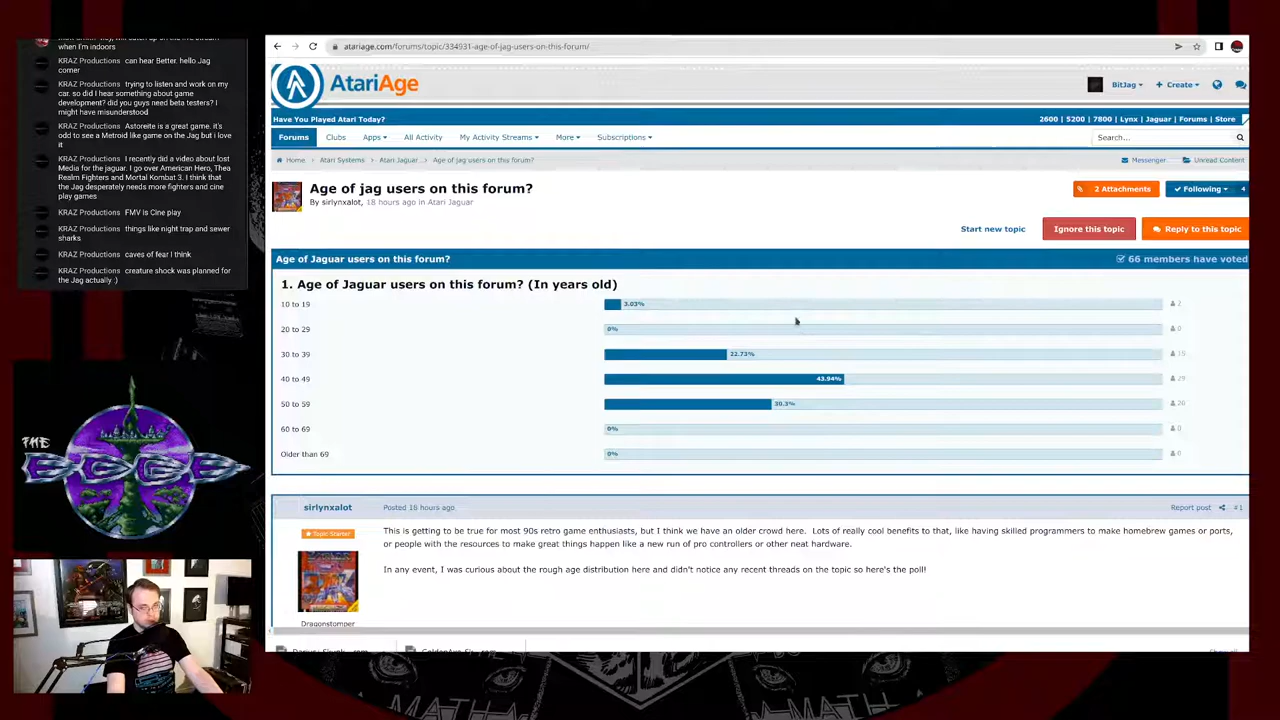 when I'm indoors
KRAZ Productions can hear Better. hello Jag
corner
KRAZ Productions trying to listen and work on my
car. so did I hear something about game
development? did you guys need beta testers? I
might have misunderstood
KRAZ Productions Astoreite is a great game. it's
odd to see a Metroid like game on the Jag but i love
it
KRAZ Productions I recently did a video about lost
Media for the jaguar. I go over American Hero, Thea
Realm Fighters and Mortal Kombat 3. I think that
the Jag desperately needs more fighters and cine
play games
KRAZ Productions FMV is Cine play
KRAZ Productions things like night trap and sewer
sharks
KRAZ Productions caves of fear I think
KRAZ Productions creature shock was planned for
the Jag actually :)
THE EDGE
atariage.com/forums/topic/334931-age-of-jag-users-on-this-forum/
AtariAge
BitJag
+ Create
Have You Played Atari Today?
2600 | 5200 | 7800 | Lynx | Jaguar | Forums | Store
Forums Clubs Apps All Activity My Activity Streams More Subscriptions
Search...
Home Atari Systems Atari Jaguar Age of jag users on this forum?
Messenger Unread Content
Age of jag users on this forum?
By sirlynxalot, 18 hours ago in Atari Jaguar
2 Attachments
Following 4
Start new topic
Ignore this topic
Reply to this topic
Age of Jaguar users on this forum?
66 members have voted
1. Age of Jaguar users on this forum? (In years old)
10 to 19 3.03% 2
20 to 29 0% 0
30 to 39 22.73% 15
40 to 49 43.94% 29
50 to 59 30.3% 20
60 to 69 0% 0
Older than 69 0% 0
sirlynxalot
Posted 18 hours ago
Report post #1
Topic Starter
This is getting to be true for most 90s retro game enthusiasts, but I think we have an older crowd here. Lots of really cool benefits to that, like having skilled programmers to make homebrew games or ports,
or people with the resources to make great things happen like a new run of pro controllers or other neat hardware.
In any event, I was curious about the rough age distribution here and didn't notice any recent threads on the topic so here's the poll!
Dragonstomper